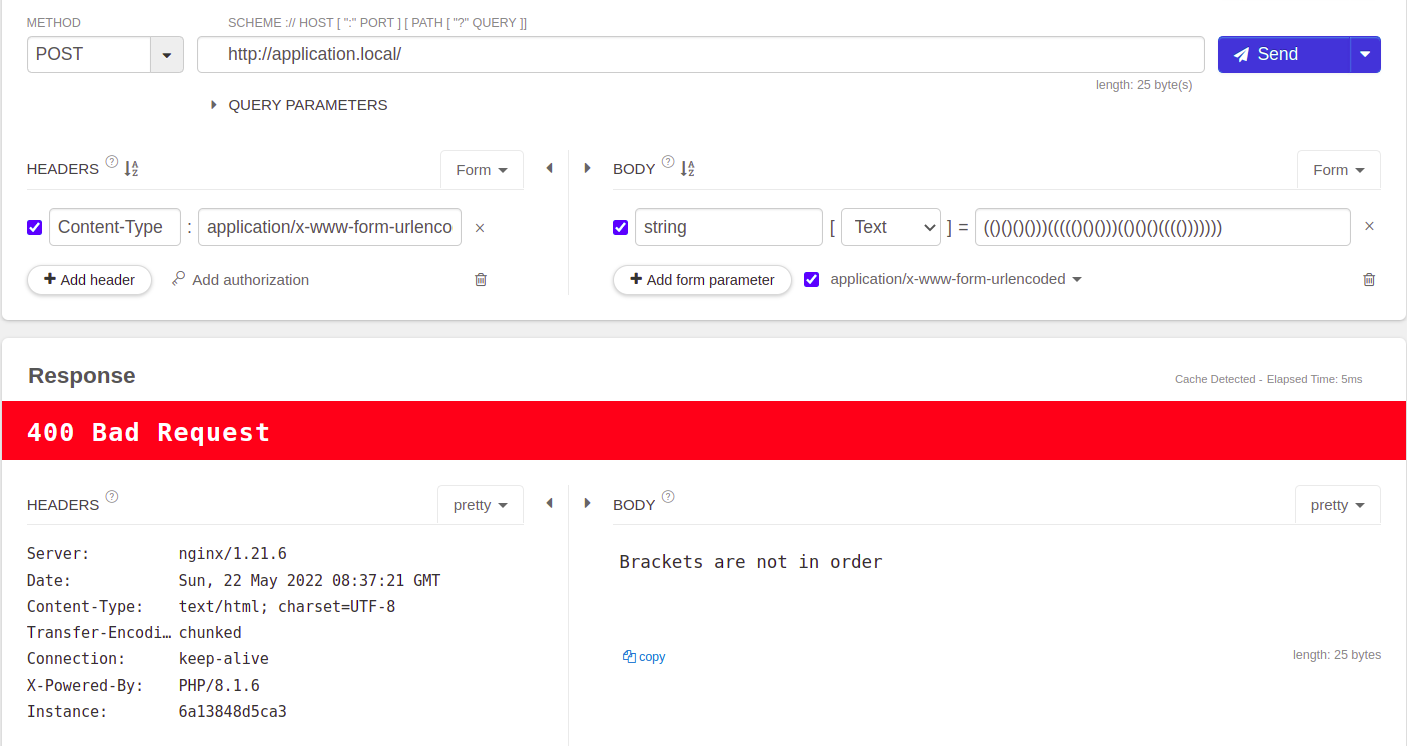 METHOD
SCHEME :// HOST [ ":" PORT ] [ PATH [ "?" QUERY ]]
POST
http://application.local/
Send
length: 25 byte(s)
QUERY PARAMETERS
HEADERS ? Form
BODY ? Form
Content-Type : application/x-www-form-urlenco ×
string [ Text ] = (()()()()))((((()()()))(()()()(((()))))))
×
+ Add header
Add authorization
+ Add form parameter
application/x-www-form-urlencoded
Response
Cache Detected - Elapsed Time: 5ms
400 Bad Request
HEADERS ? pretty
BODY ? pretty
Server: nginx/1.21.6
Date: Sun, 22 May 2022 08:37:21 GMT
Content-Type: text/html; charset=UTF-8
Transfer-Encodi… chunked
Connection: keep-alive
X-Powered-By: PHP/8.1.6
Instance: 6a13848d5ca3
Brackets are not in order
copy
length: 25 bytes